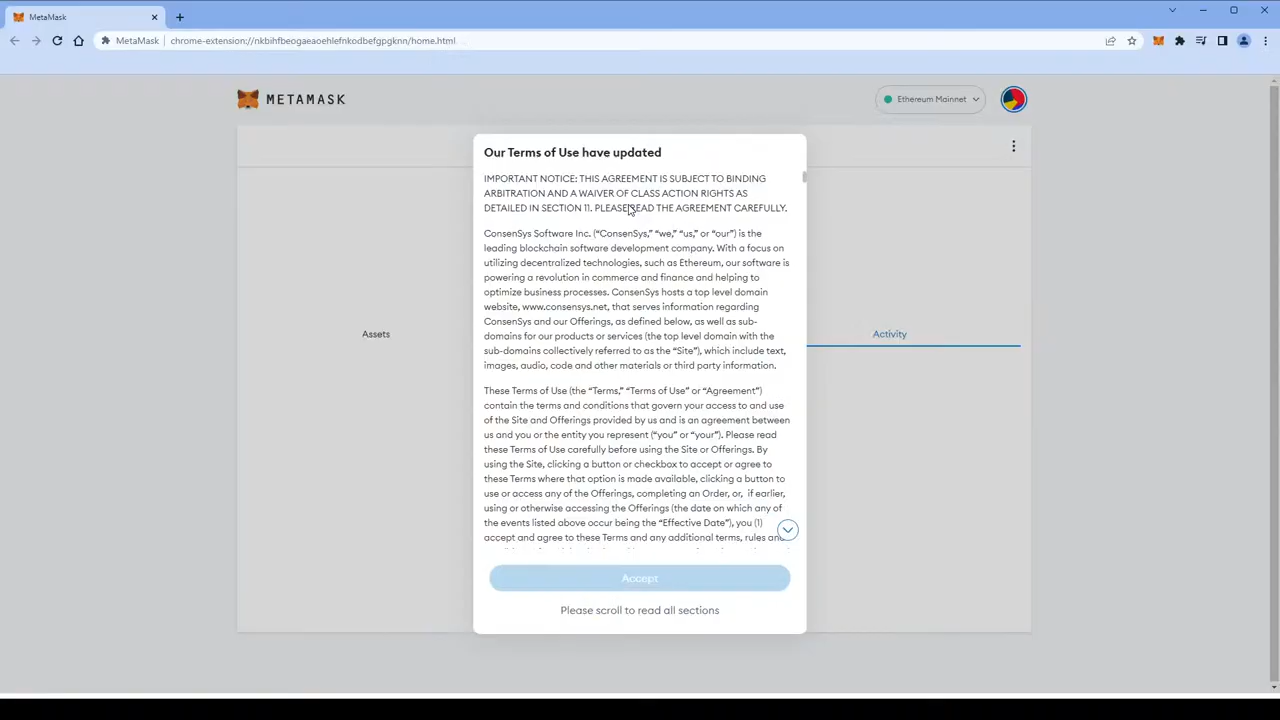 MetaMask
MetaMask
chrome-extension://nkbihfbeogaeaoehlefnkodbefgpgknn/home.html
METAMASK
Ethereum Mainnet
Our Terms of Use have updated
IMPORTANT NOTICE: THIS AGREEMENT IS SUBJECT TO BINDING
ARBITRATION AND A WAIVER OF CLASS ACTION RIGHTS AS
DETAILED IN SECTION 11. PLEASE READ THE AGREEMENT CAREFULLY.
ConsenSys Software Inc. (“ConsenSys,” “we,” “us,” or “our”) is the
leading blockchain software development company. With a focus on
utilizing decentralized technologies, such as Ethereum, our software is
powering a revolution in commerce and finance and helping to
optimize business processes. ConsenSys hosts a top level domain
website, www.consensys.net, that serves information regarding
ConsenSys and our Offerings, as defined below, as well as sub-
domains for our products or services (the top level domain with the
sub-domains collectively referred to as the “Site”), which include text,
images, audio, code and other materials or third party information.
These Terms of Use (the “Terms,” “Terms of Use” or “Agreement”)
contain the terms and conditions that govern your access to and use
of the Site and Offerings provided by us and is an agreement between
us and you or the entity you represent (“you” or “your”). Please read
these Terms of Use carefully before using the Site or Offerings. By
using the Site, clicking a button or checkbox to accept or agree to
these Terms where that option is made available, clicking a button to
use or access any of the Offerings, completing an Order, or, if earlier,
using or otherwise accessing the Offerings (the date on which any of
the events listed above occur being the “Effective Date”), you (1)
accept and agree to these Terms and any additional terms, rules and
Assets
Activity
Accept
Please scroll to read all sections